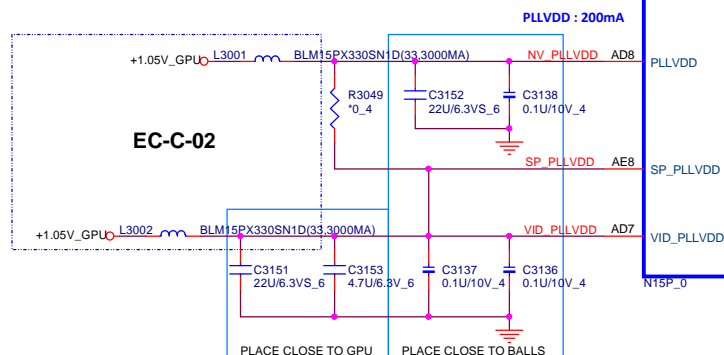 PLLVDD : 200mA
+1.05V_GPU L3001 BLM15PX330SN1D(33,3000MA) NV_PLLVDD AD8 PLLVDD
R3049
*0_4
C3152
22U/6.3VS_6
C3138
0.1U/10V_4
EC-C-02
SP_PLLVDD AE8 SP_PLLVDD
+1.05V_GPU L3002 BLM15PX330SN1D(33,3000MA) VID_PLLVDD AD7 VID_PLLVDD
C3151
22U/6.3VS_6
C3153
4.7U/6.3V_6
C3137
0.1U/10V_4
C3136
0.1U/10V_4
N15P_0
PLACE CLOSE TO GPU
PLACE CLOSE TO BALLS